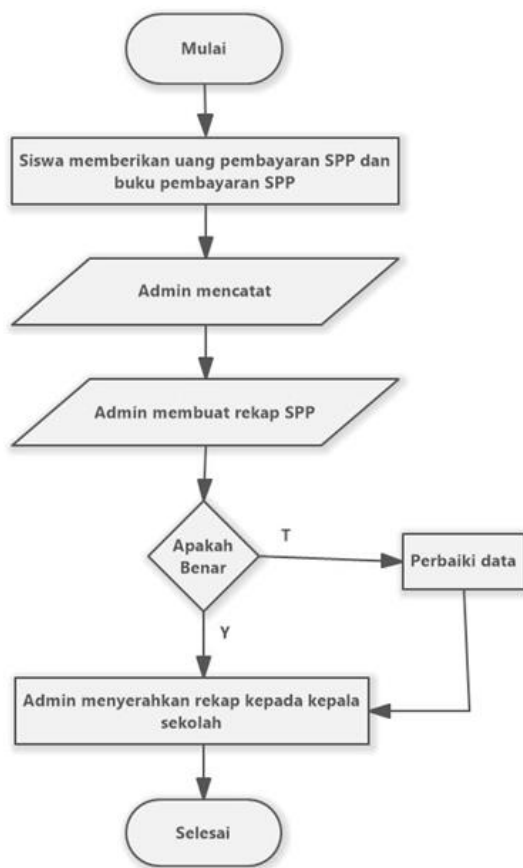 Mulai
Siswa memberikan uang pembayaran SPP dan
buku pembayaran SPP
Admin mencatat
Admin membuat rekap SPP
Apakah
Benar
T
Perbaiki data
Y
Admin menyerahkan rekap kepada kepala
sekolah
Selesai